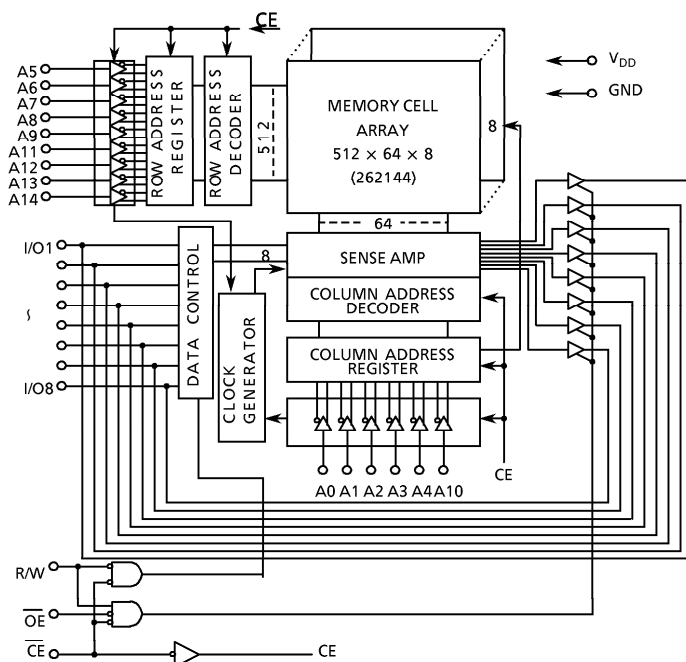 CE
A5
A6
A7
A8
A9
A11
A12
A13
A14
ROW ADDRESS
REGISTER
ROW ADDRESS
DECODER
512
MEMORY CELL
ARRAY
512 × 64 × 8
(262144)
8
VDD
GND
64
I/O1
I/O8
DATA CONTROL
8
SENSE AMP
COLUMN ADDRESS
DECODER
CLOCK
GENERATOR
COLUMN ADDRESS
REGISTER
CE
A0 A1 A2 A3 A4 A10
R/W
OE
CE
CE